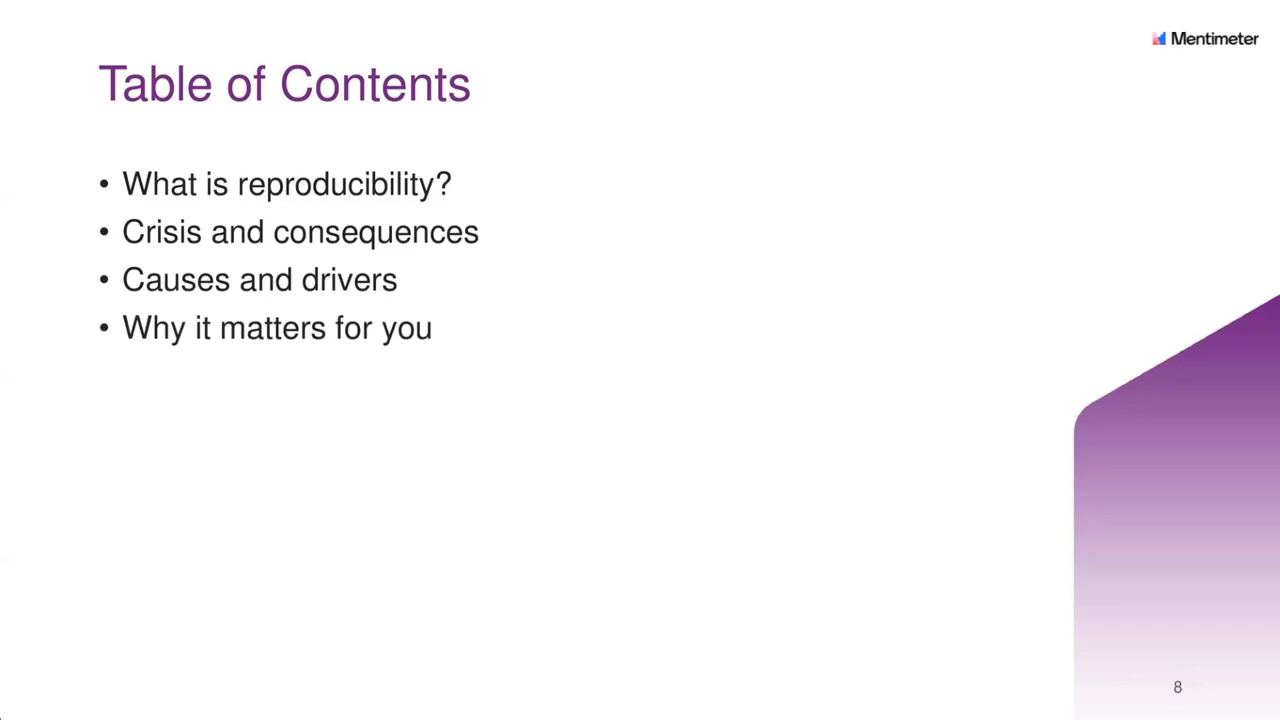 Mentimeter
Table of Contents
• What is reproducibility?
• Crisis and consequences
• Causes and drivers
• Why it matters for you
8